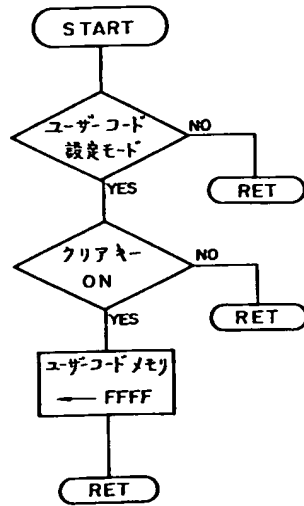 START
ユーザーコード
設定モード
NO
RET
YES
クリアキー
ON
NO
RET
YES
ユーザーコードメモリ
← FFFF
RET